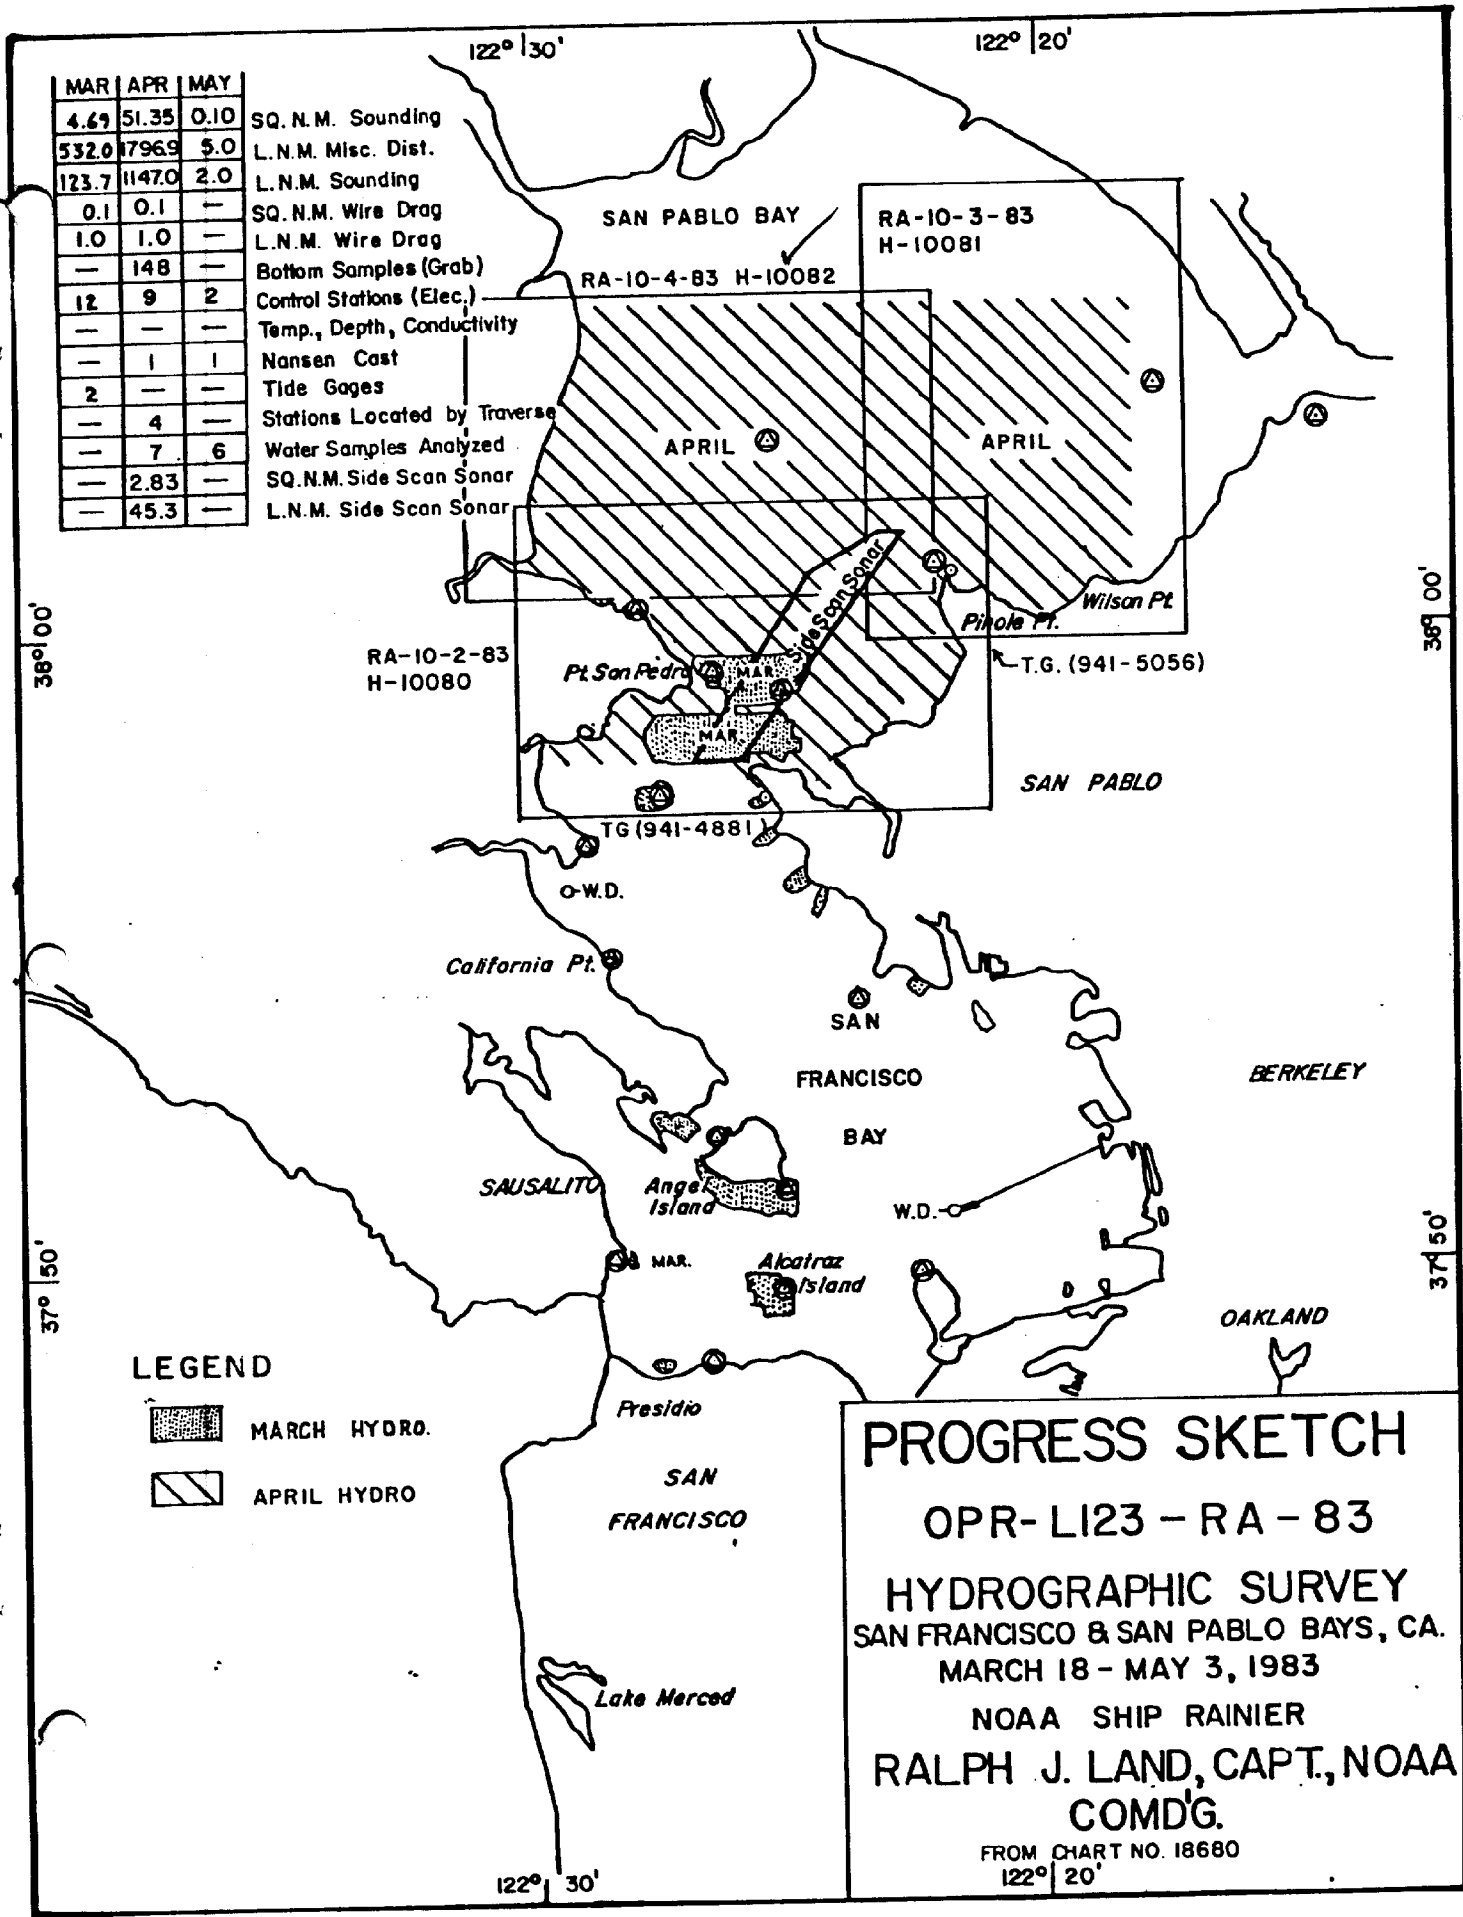 122° 30' 122° 20'
MAR APR MAY
4.69 51.35 0.10 SQ. N. M. Sounding
532.0 1796.9 5.0 L.N.M. Misc. Dist.
123.7 1147.0 2.0 L.N.M. Sounding
0.1 0.1 — SQ. N.M. Wire Drag
1.0 1.0 — L.N.M. Wire Drag
— 148 — Bottom Samples (Grab)
12 9 2 Control Stations (Elec.)
— — — Temp., Depth, Conductivity
— 1 1 Nansen Cast
2 — — Tide Gages
— 4 — Stations Located by Traverse
— 7 6 Water Samples Analyzed
— 2.83 — SQ. N.M. Side Scan Sonar
— 45.3 — L.N.M. Side Scan Sonar
SAN PABLO BAY
RA-10-3-83
H-10081
RA-10-4-83 H-10082
APRIL APRIL
Side Scan Sonar
Wilson Pt.
Pinole Pt.
38° 00' 38° 00'
RA-10-2-83
H-10080
Pt. San Pedro
MAR
T.G. (941-5056)
MAR
SAN PABLO
TG (941-4881)
W.D.
California Pt.
SAN
FRANCISCO
BAY
BERKELEY
SAUSALITO
Angel
Island
W.D.
MAR.
Alcatraz
Island
37° 50' 37° 50'
OAKLAND
LEGEND
MARCH HYDRO.
APRIL HYDRO
Presidio
SAN
FRANCISCO
Lake Merced
PROGRESS SKETCH
OPR-L123-RA-83
HYDROGRAPHIC SURVEY
SAN FRANCISCO & SAN PABLO BAYS, CA.
MARCH 18 - MAY 3, 1983
NOAA SHIP RAINIER
RALPH J. LAND, CAPT., NOAA
COMD'G.
FROM CHART NO. 18680
122° 30' 122° 20'